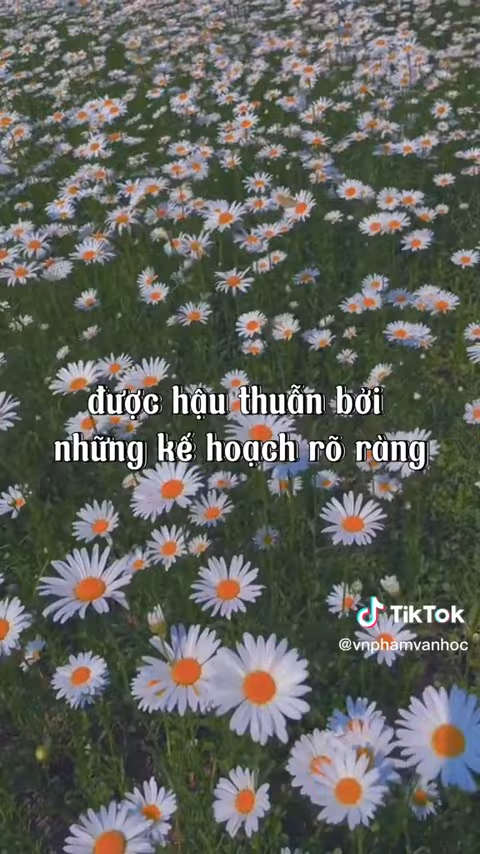 được hậu thuẫn bởi
những kế hoạch rõ ràng
TikTok
@vnphamvanhoc